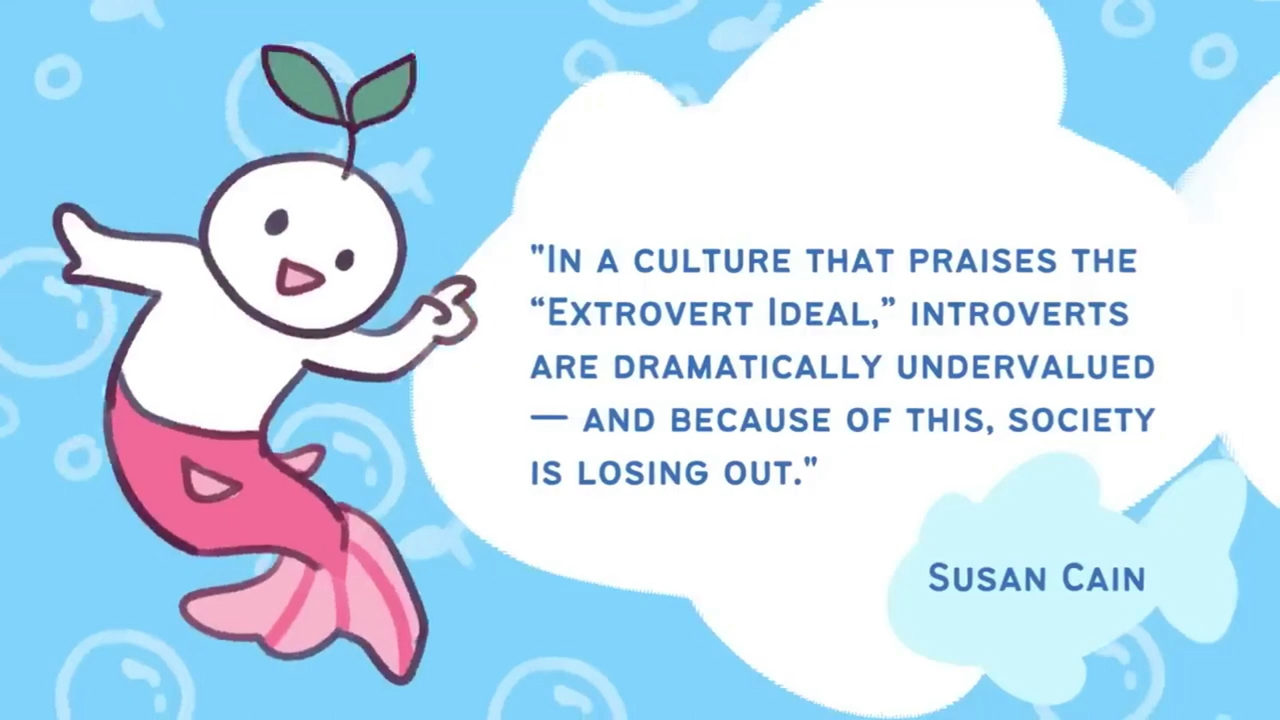 "In a culture that praises the
“Extrovert Ideal,” introverts
are dramatically undervalued
— and because of this, society
is losing out."
Susan Cain